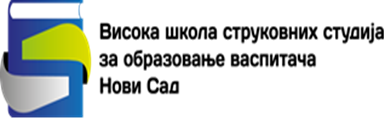 Висока школа струковних студија
за образовање васпитача
Нови Сад